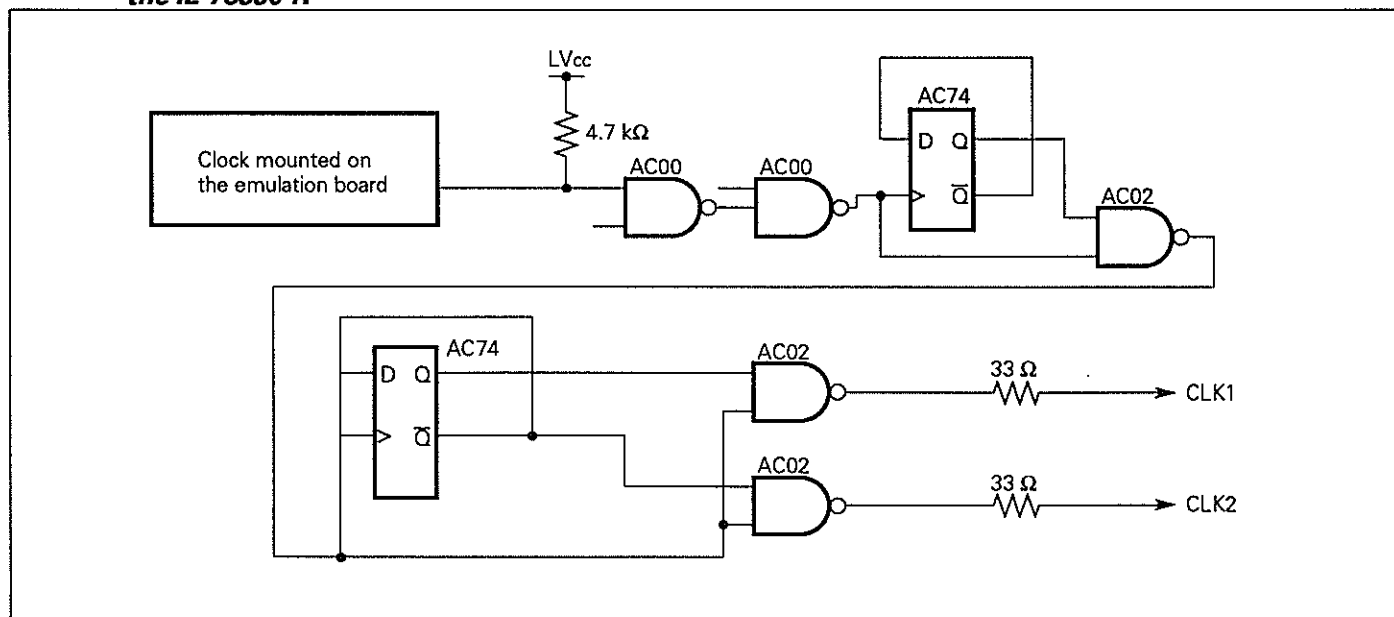 LVcc
AC74
4.7 kΩ
D Q
Clock mounted on
the emulation board
AC00
AC00
Q̅
AC02
AC74
D Q
Q̅
AC02
33 Ω
CLK1
AC02
33 Ω
CLK2